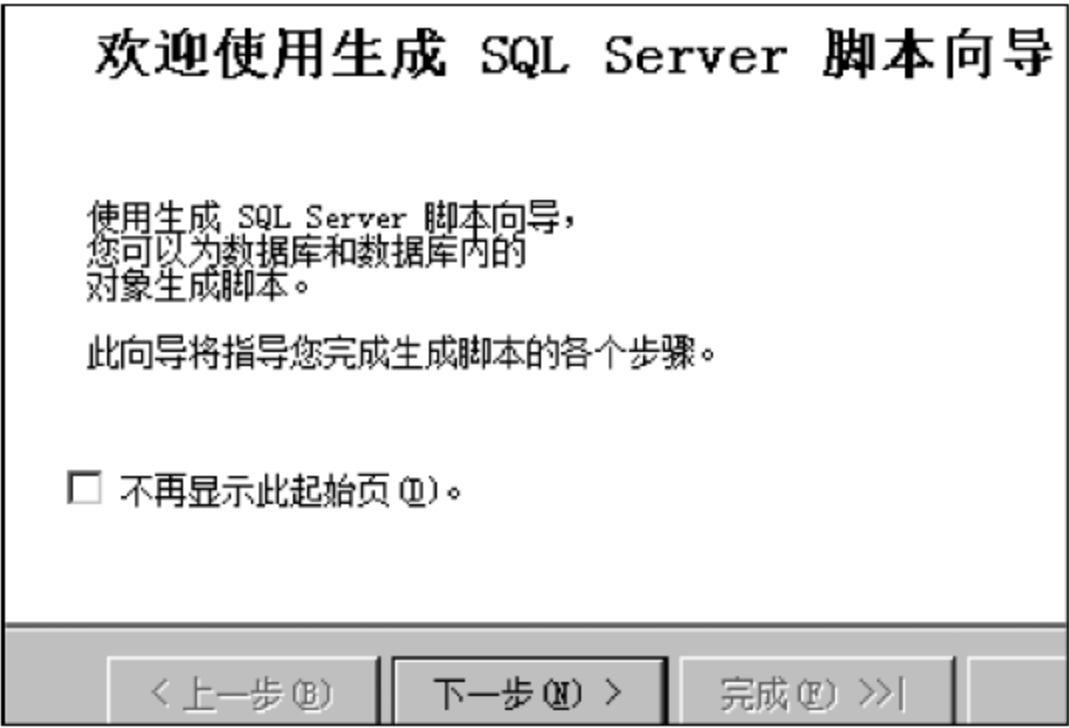 欢迎使用生成 SQL Server 脚本向导
使用生成 SQL Server 脚本向导，
您可以为数据库和数据库内的
对象生成脚本。
此向导将指导您完成生成脚本的各个步骤。
不再显示此起始页(D)。
< 上一步(B)
下一步(N) >
完成(F) >>|